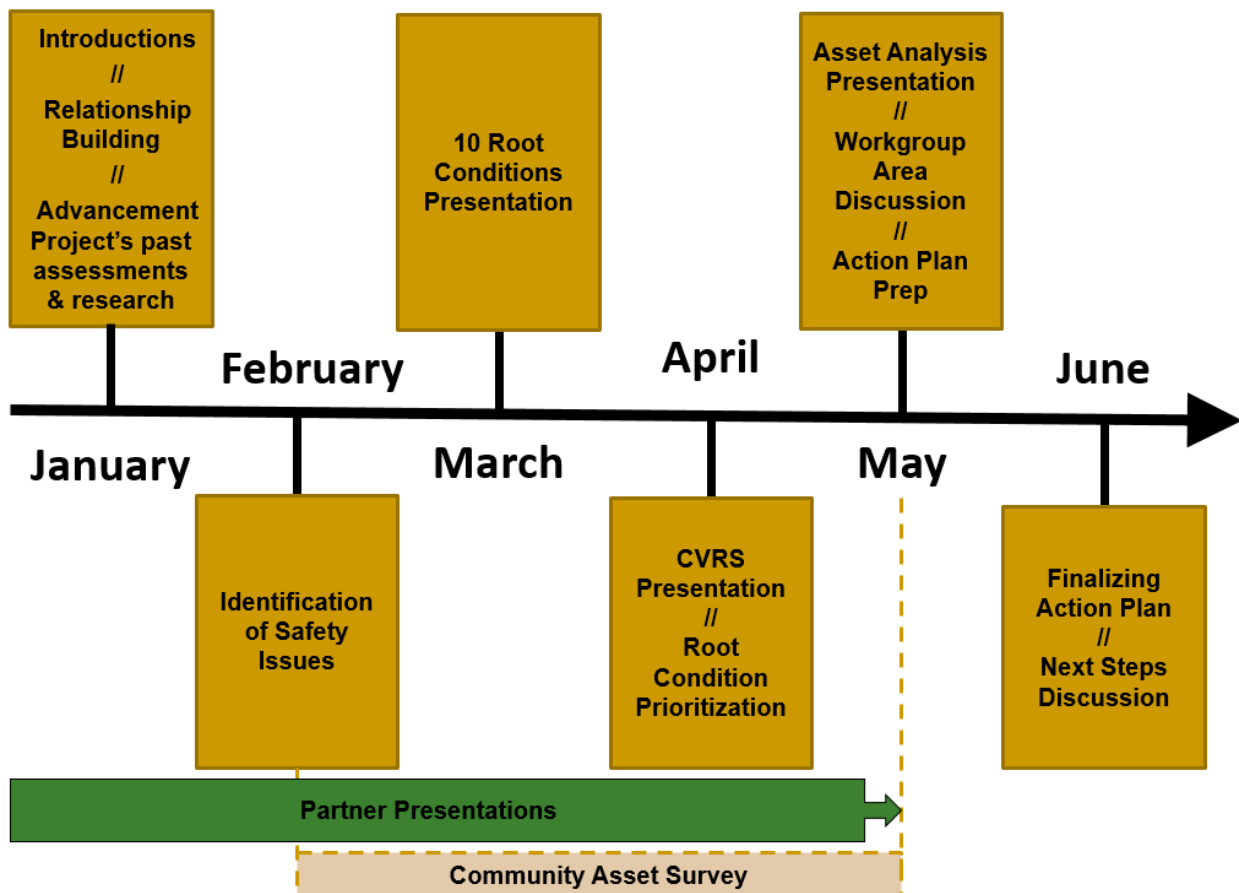 Introductions
//
Relationship
Building
//
Advancement
Project's past
assessments
& research
10 Root
Conditions
Presentation
Asset Analysis
Presentation
//
Workgroup
Area
Discussion
//
Action Plan
Prep
February
April
June
January
March
May
Identification
of Safety
Issues
CVRS
Presentation
//
Root
Condition
Prioritization
Finalizing
Action Plan
//
Next Steps
Discussion
Partner Presentations
Community Asset Survey